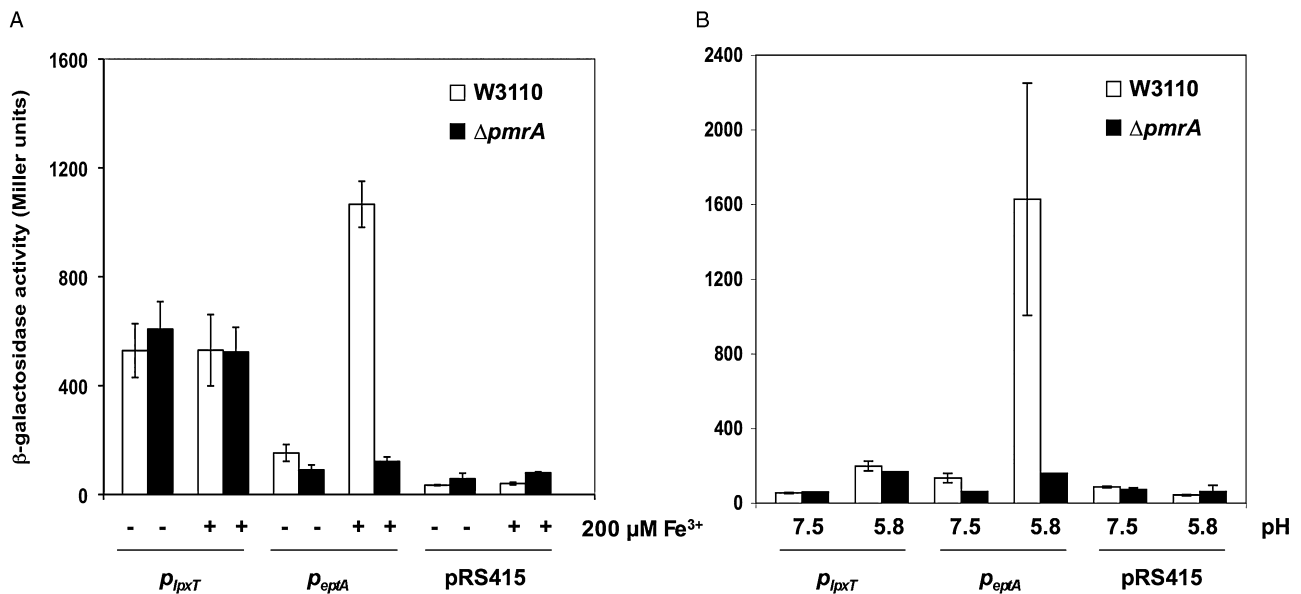 A
β-galactosidase activity (Miller units)
1600
1200
800
400
0
W3110
ΔpmrA
- - + + - - + + - - + + 200 μM Fe³⁺
plpxT peptA pRS415
B
2400
2000
1600
1200
800
400
0
W3110
ΔpmrA
7.5 5.8 7.5 5.8 7.5 5.8 pH
plpxT peptA pRS415